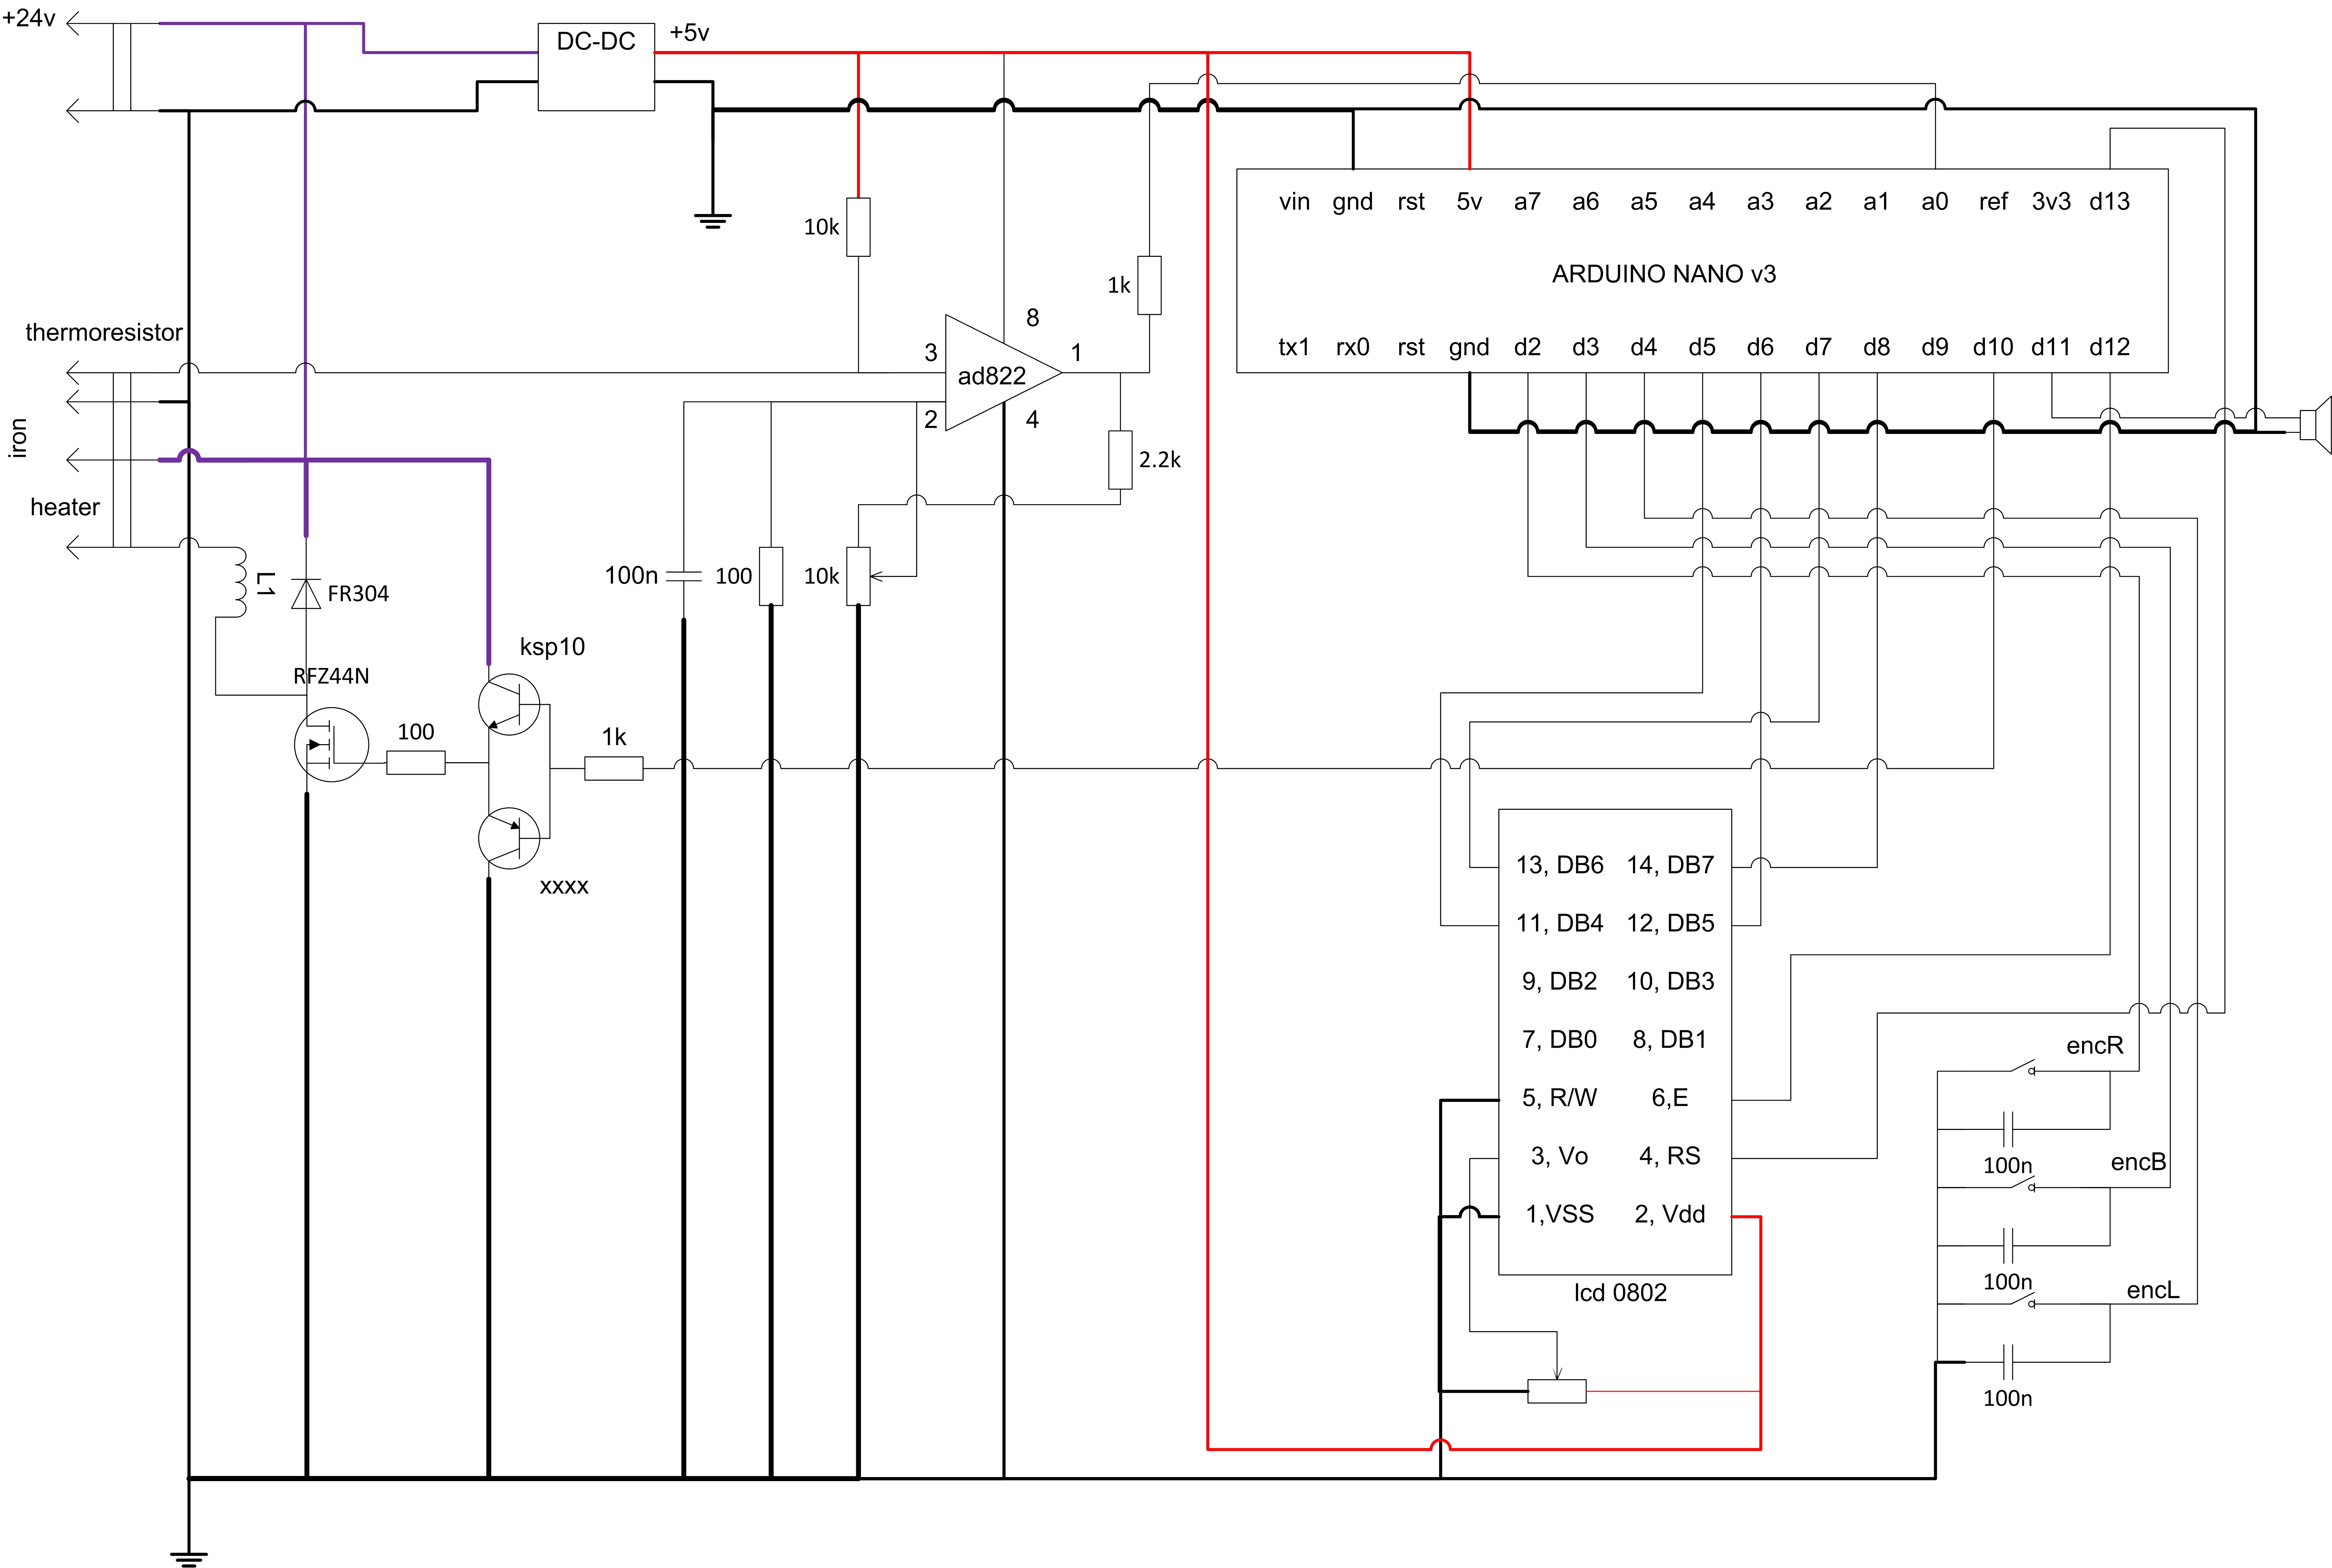 +24v
DC-DC
+5v
vin gnd rst 5v a7 a6 a5 a4 a3 a2 a1 a0 ref 3v3 d13
10k
ARDUINO NANO v3
1k
8
thermoresistor
3
1
tx1 rx0 rst gnd d2 d3 d4 d5 d6 d7 d8 d9 d10 d11 d12
ad822
2
4
iron
2.2k
heater
100n
100
10k
L1
FR304
ksp10
RFZ44N
100
1k
13, DB6 14, DB7
xxxx
11, DB4 12, DB5
9, DB2 10, DB3
7, DB0 8, DB1
encR
5, R/W 6,E
3, Vo 4, RS
100n
encB
1,VSS 2, Vdd
100n
lcd 0802
encL
100n